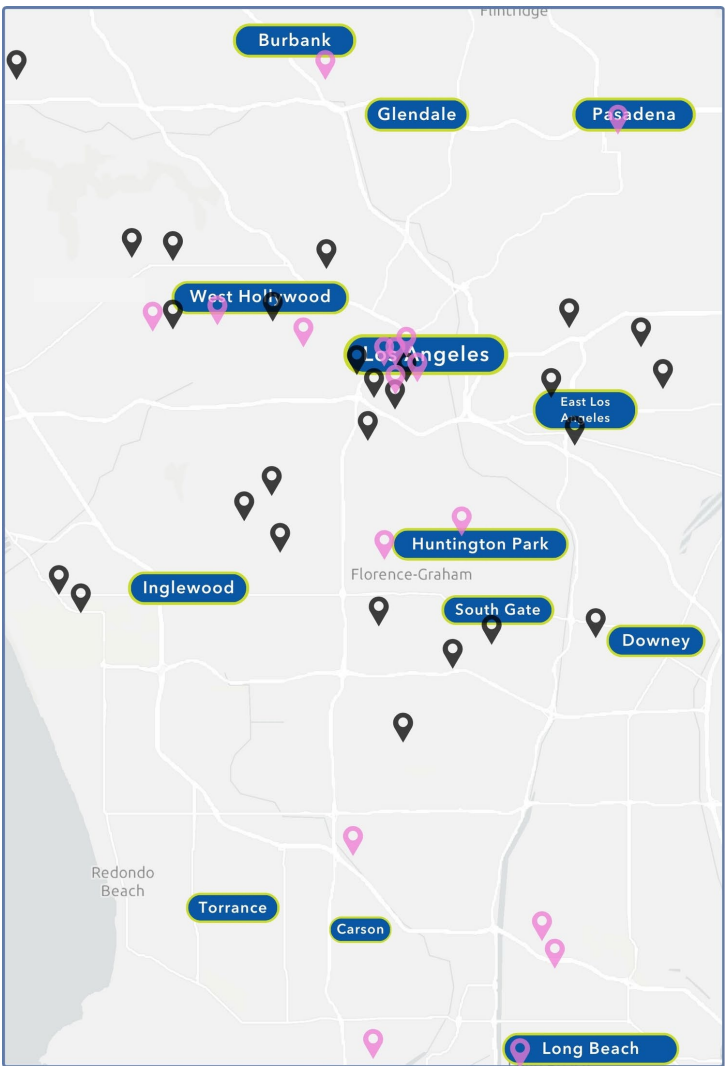 Flintridge
Burbank
Glendale
Pasadena
West Hollywood
Los Angeles
East Los
Angeles
Huntington Park
Florence-Graham
Inglewood
South Gate
Downey
Redondo
Beach
Torrance
Carson
Long Beach